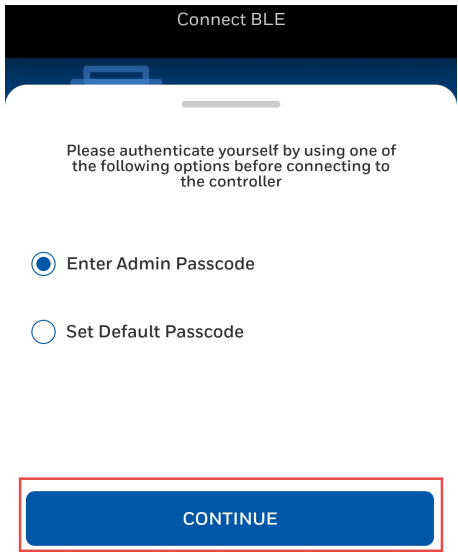 Connect BLE
Please authenticate yourself by using one of
the following options before connecting to
the controller
Enter Admin Passcode
Set Default Passcode
CONTINUE